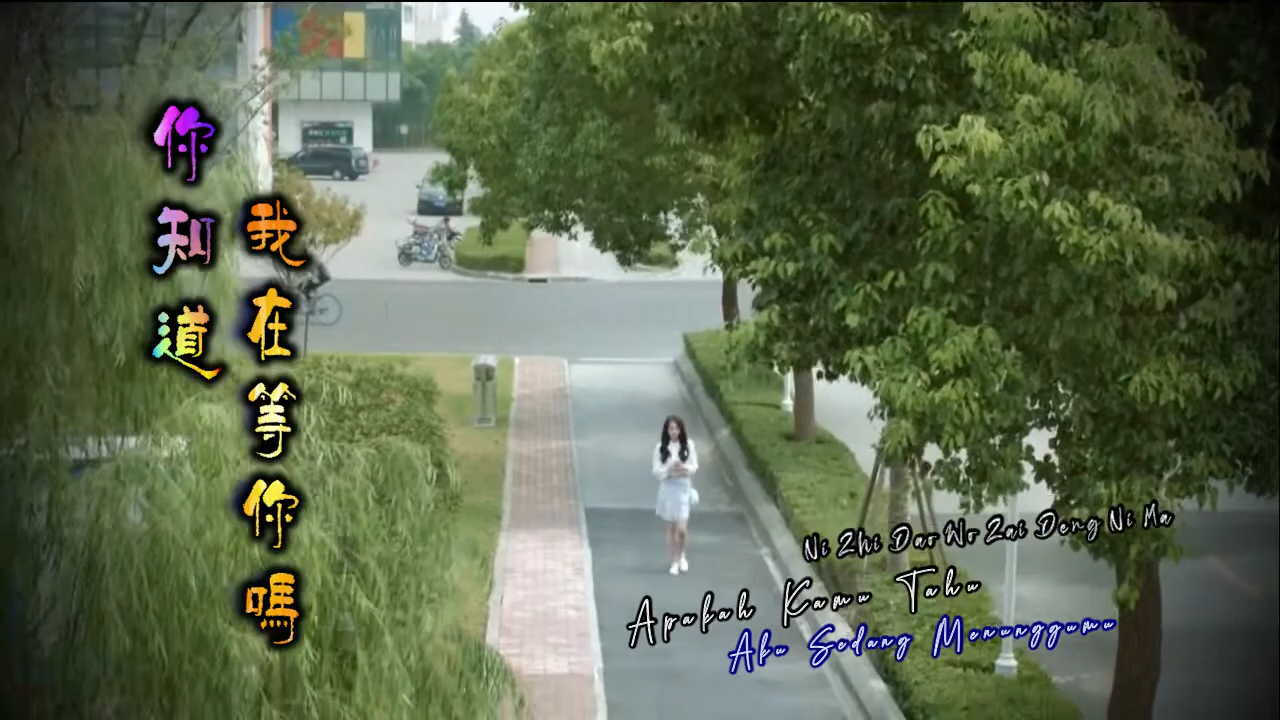 你知道
我在等你嗎
Ni Zhi Dao Wo Zai Deng Ni Ma
Apakah Kamu Tahu
Aku Sedang Menunggumu